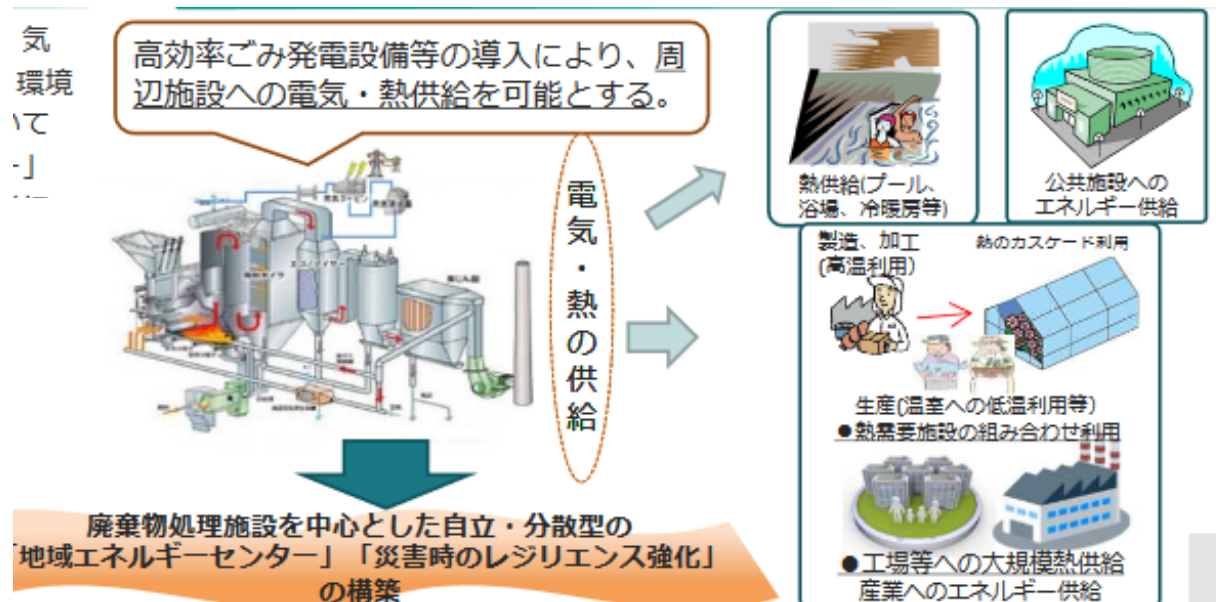 気
環境
いて
高効率ごみ発電設備等の導入により、周
辺施設への電気・熱供給を可能とする。
電気・熱の供給
熱供給(プール、
浴場、冷暖房等)
公共施設への
エネルギー供給
製造、加工
(高温利用)
熱のカスケード利用
生産(温室への低温利用等)
●熱需要施設の組み合わせ利用
●工場等への大規模熱供給
産業へのエネルギー供給
エコノマイザー
廃棄物処理施設を中心とした自立・分散型の
「地域エネルギーセンター」「災害時のレジリエンス強化」
の構築